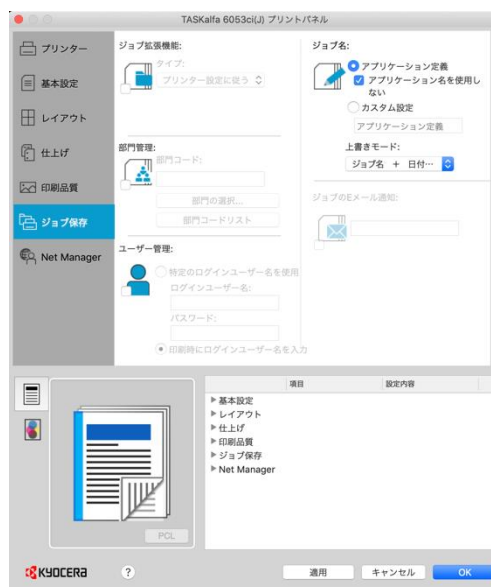 TASKalfa 6053ci(J) プリントパネル
プリンター
基本設定
レイアウト
仕上げ
印刷品質
ジョブ保存
Net Manager
ジョブ拡張機能:
タイプ:
プリンター設定に従う
部門管理:
部門コード:
部門の選択...
部門コードリスト
ユーザー管理:
特定のログインユーザー名を使用
ログインユーザー名:
パスワード:
印刷時にログインユーザー名を入力
ジョブ名:
アプリケーション定義
アプリケーション名を使用し
ない
カスタム設定
アプリケーション定義
上書きモード:
ジョブ名 + 日付…
ジョブのEメール通知:
PCL
項目 設定内容
基本設定
レイアウト
仕上げ
印刷品質
ジョブ保存
Net Manager
KYOCERA
?
適用 キャンセル OK